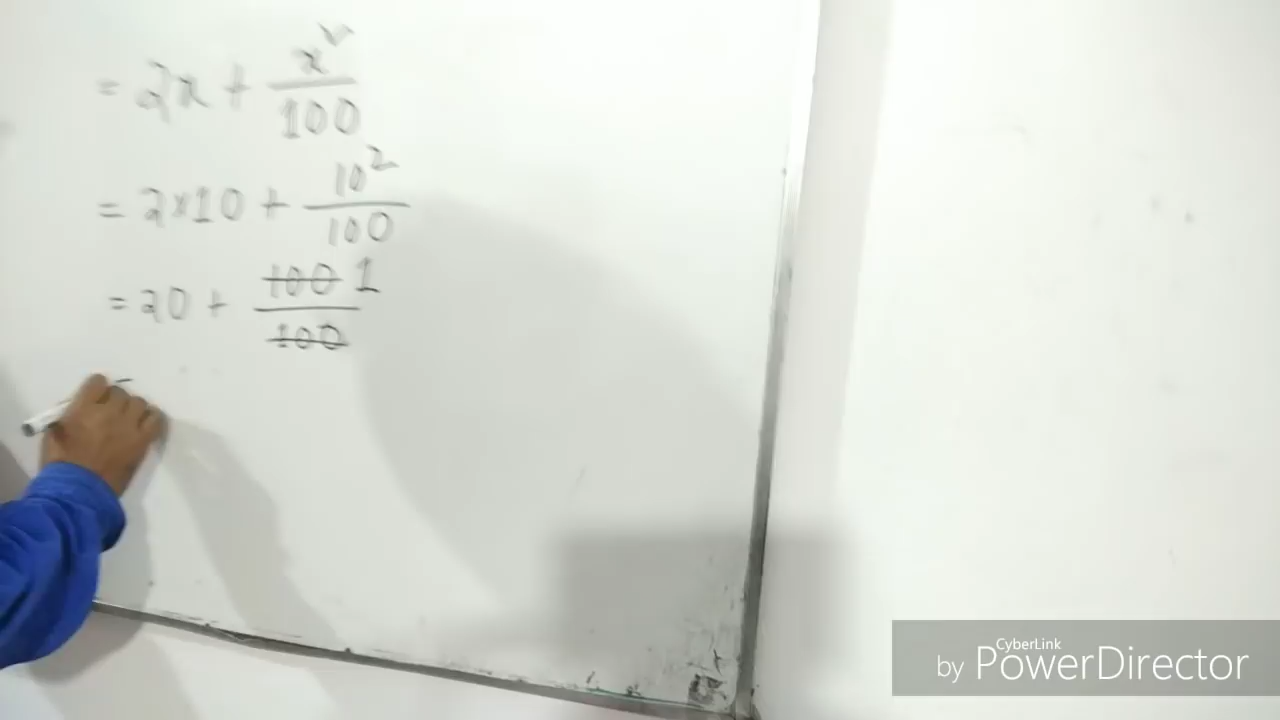 = 2x + x²/100
= 2×10 + 10²/100
= 20 + 100 1/100
CyberLink
by PowerDirector